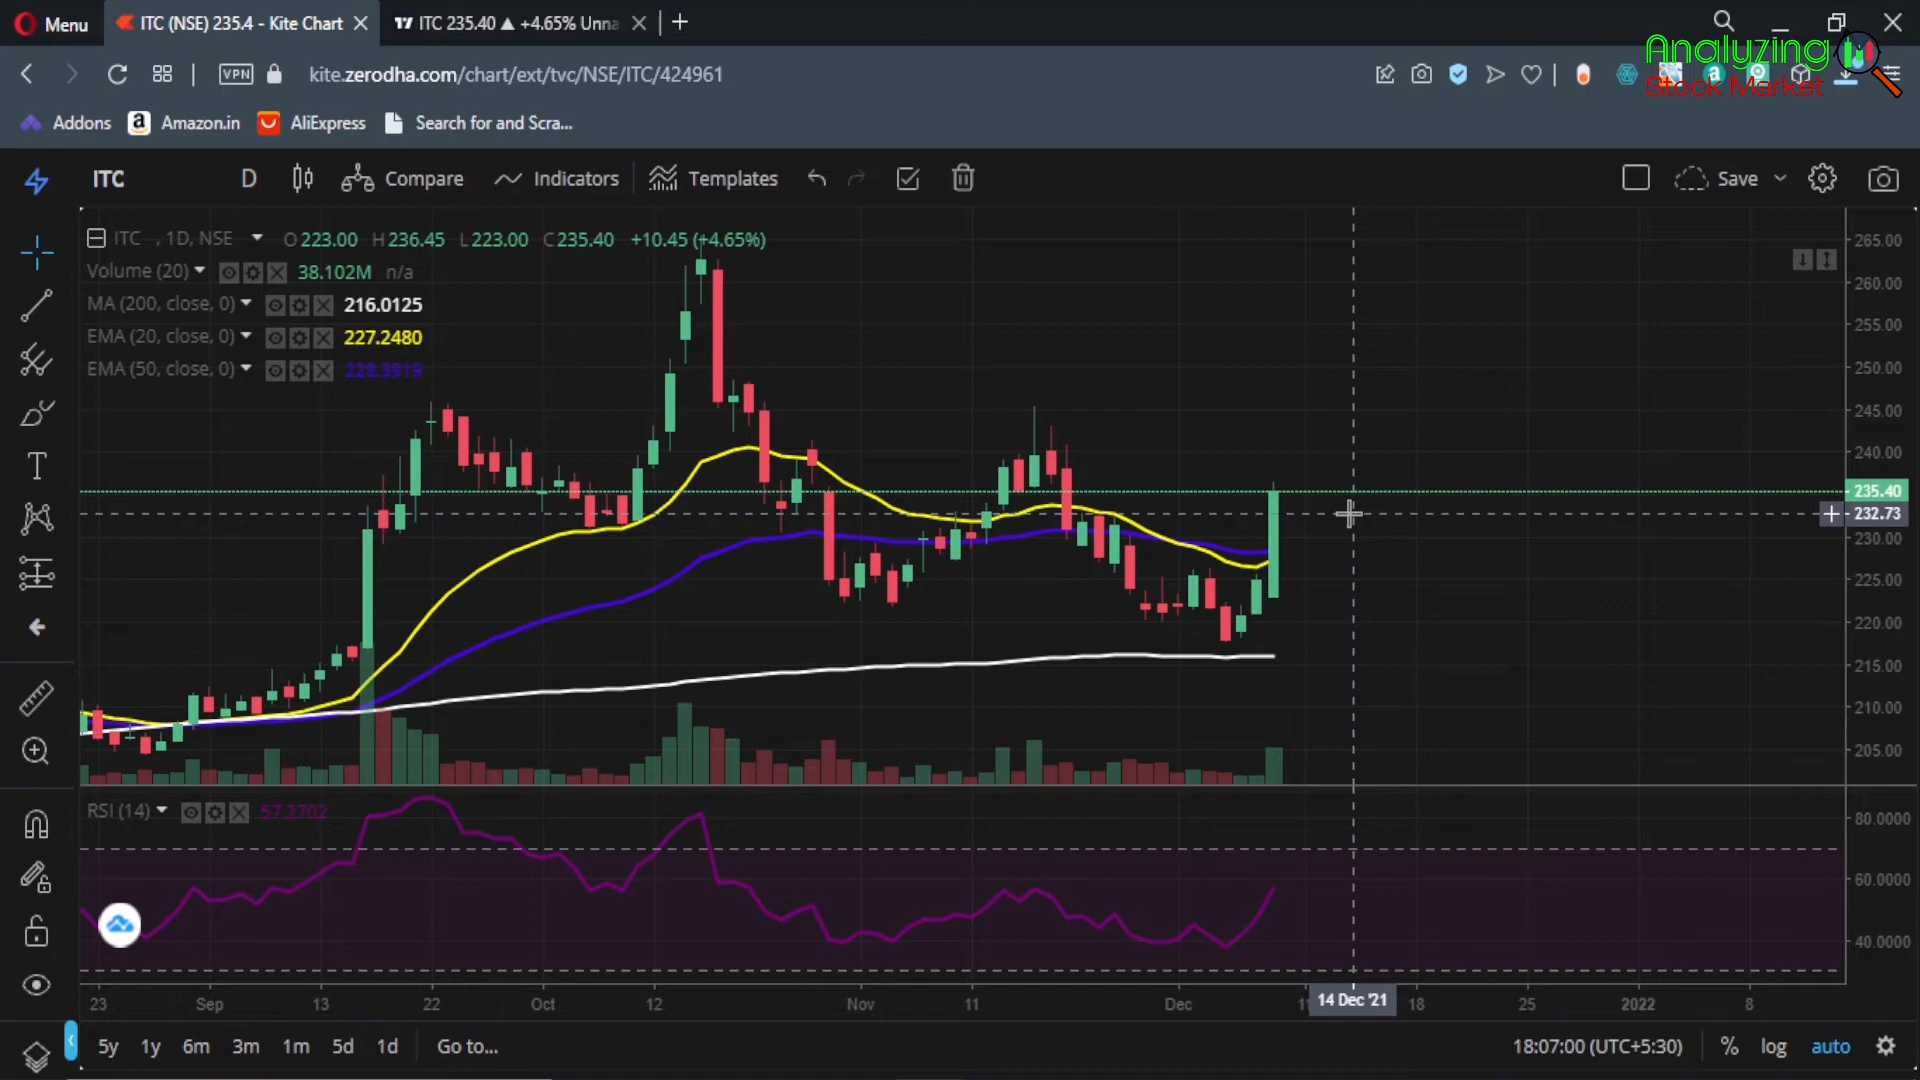 Menu
ITC (NSE) 235.4 - Kite Chart
ITC 235.40 ▲ +4.65% Unna
Analyzing
Stock Market
VPN
kite.zerodha.com/chart/ext/tvc/NSE/ITC/424961
Addons
Amazon.in
AliExpress
Search for and Scra...
ITC
D
Compare
Indicators
Templates
Save
ITC , 1D, NSE O 223.00 H 236.45 L 223.00 C 235.40 +10.45 (+4.65%)
Volume (20) 38.102M n/a
MA (200, close, 0) 216.0125
EMA (20, close, 0) 227.2480
EMA (50, close, 0) 228.3919
265.00
260.00
255.00
250.00
245.00
240.00
235.40
232.73
230.00
225.00
220.00
215.00
210.00
205.00
RSI (14) 57.2702
80.0000
60.0000
40.0000
23 Sep 13 22 Oct 12 Nov 11 Dec 14 Dec '21 18 25 2022 8
5y 1y 6m 3m 1m 5d 1d Go to...
18:07:00 (UTC+5:30) % log auto